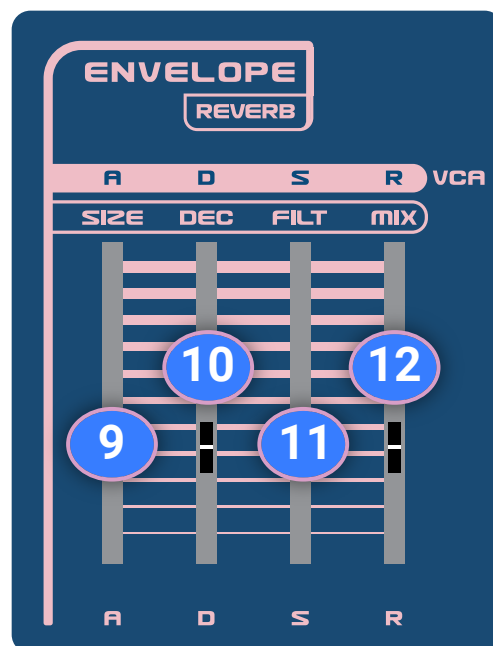 ENVELOPE
REVERB
A D S R VCA
SIZE DEC FILT MIX
10 12
9 11
A D S R